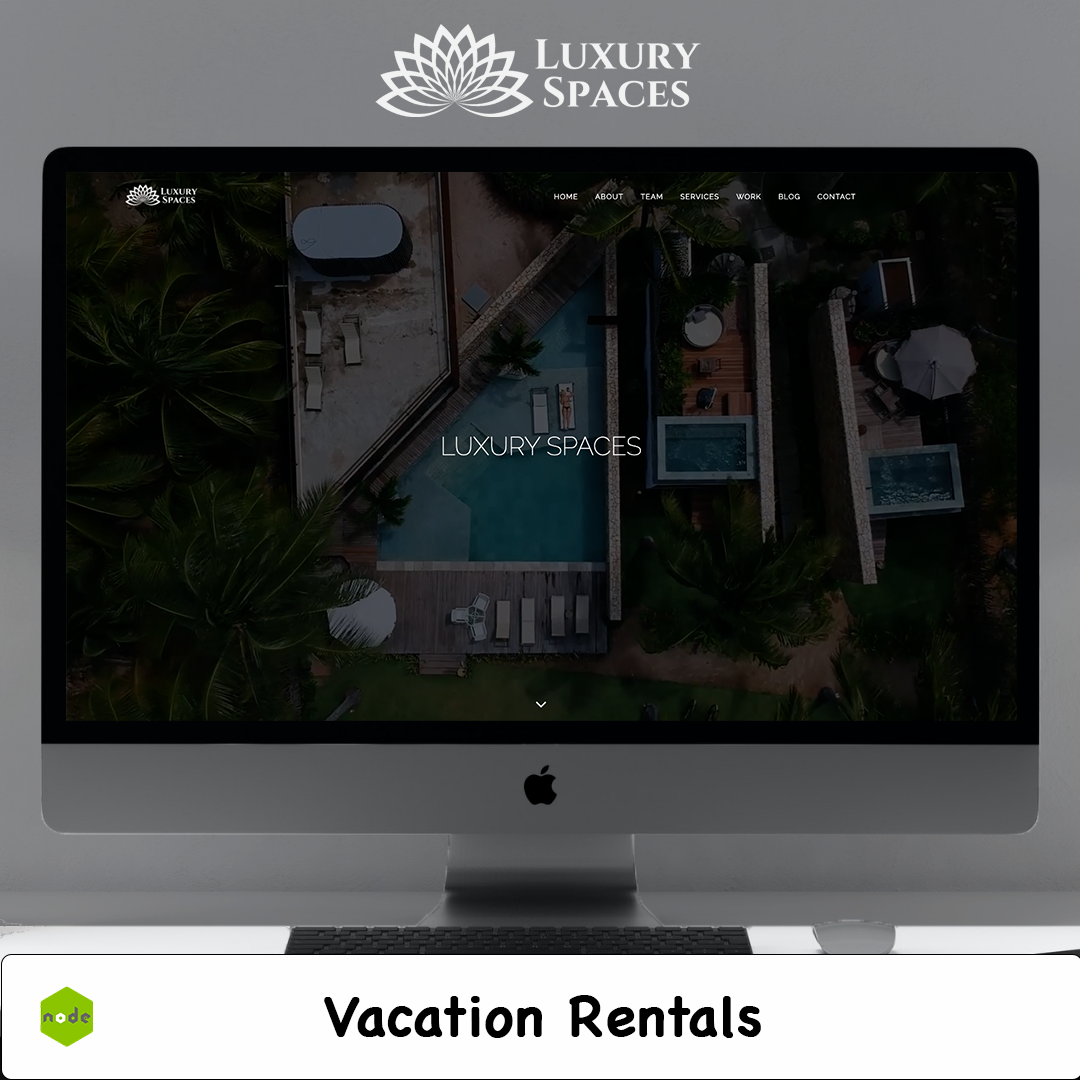 LUXURY
SPACES
LUXURY
SPACES
HOME ABOUT TEAM SERVICES WORK BLOG CONTACT
LUXURY SPACES
node
Vacation Rentals